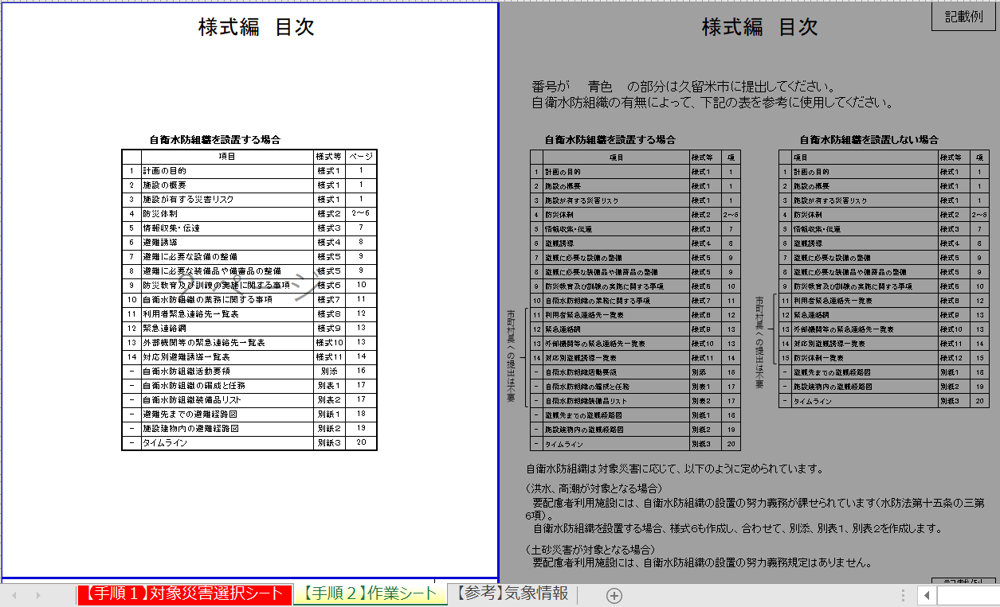 様式編 目次
自衛水防組織を設置する場合
項目 様式等 ページ
1 計画の目的 様式1 1
2 施設の概要 様式1 1
3 施設が有する災害リスク 様式1 1
4 防災体制 様式2 2～6
5 情報収集・伝達 様式3 7
6 避難誘導 様式4 8
7 避難に必要な設備の整備 様式5 9
8 避難に必要な装備品や備蓄品の整備 様式5 9
9 防災教育及び訓練の実施に関する事項 様式6 10
10 自衛水防組織の業務に関する事項 様式7 11
11 利用者緊急連絡先一覧表 様式8 12
12 緊急連絡網 様式9 13
13 外部機関等の緊急連絡先一覧表 様式10 13
14 対応別避難誘導一覧表 様式11 14
- 自衛水防組織活動要領 別添 16
- 自衛水防組織の編成と任務 別表1 17
- 自衛水防組織装備品リスト 別表2 17
- 避難先までの避難経路図 別紙1 18
- 施設建物内の避難経路図 別紙2 19
- タイムライン 別紙3 20
2 ページ
記載例
様式編 目次
番号が 青色 の部分は久留米市に提出してください。
自衛水防組織の有無によって、下記の表を参考に使用してください。
自衛水防組織を設置する場合
項目 様式等 項
1 計画の目的 様式1 1
2 施設の概要 様式1 1
3 施設が有する災害リスク 様式1 1
4 防災体制 様式2 2～6
5 情報収集・伝達 様式3 7
6 避難誘導 様式4 8
7 避難に必要な設備の整備 様式5 9
8 避難に必要な装備品や備蓄品の整備 様式5 9
9 防災教育及び訓練の実施に関する事項 様式6 10
10 自衛水防組織の業務に関する事項 様式7 11
11 利用者緊急連絡先一覧表 様式8 12
12 緊急連絡網 様式9 13
13 外部機関等の緊急連絡先一覧表 様式10 13
14 対応別避難誘導一覧表 様式11 14
- 自衛水防組織活動要領 別添 16
- 自衛水防組織の編成と任務 別表1 17
- 自衛水防組織装備品リスト 別表2 17
- 避難先までの避難経路図 別紙1 18
- 施設建物内の避難経路図 別紙2 19
- タイムライン 別紙3 20
市町村長への提出は不要
自衛水防組織を設置しない場合
項目 様式等 項
1 計画の目的 様式1 1
2 施設の概要 様式1 1
3 施設が有する災害リスク 様式1 1
4 防災体制 様式2 2～6
5 情報収集・伝達 様式3 7
6 避難誘導 様式4 8
7 避難に必要な設備の整備 様式5 9
8 避難に必要な装備品や備蓄品の整備 様式5 9
9 防災教育及び訓練の実施に関する事項 様式6 10
11 利用者緊急連絡先一覧表 様式8 12
12 緊急連絡網 様式9 13
13 外部機関等の緊急連絡先一覧表 様式10 13
14 対応別避難誘導一覧表 様式11 14
15 防災体制一覧表 様式12 15
- 避難先までの避難経路図 別紙1 18
- 施設建物内の避難経路図 別紙2 19
- タイムライン 別紙3 20
市町村長への提出は不要
自衛水防組織は対象災害に応じて、以下のように定められています。
（洪水、高潮が対象となる場合）
要配慮者利用施設には、自衛水防組織の設置の努力義務が課せられています（水防法第十五条の三第
6項）。
自衛水防組織を設置する場合、様式6も作成し、合わせて、別添、別表1、別表2を作成します。
（土砂災害が対象となる場合）
要配慮者利用施設には、自衛水防組織の設置の努力義務規定はありません。
【手順１】対象災害選択シート 【手順２】作業シート 【参考】気象情報